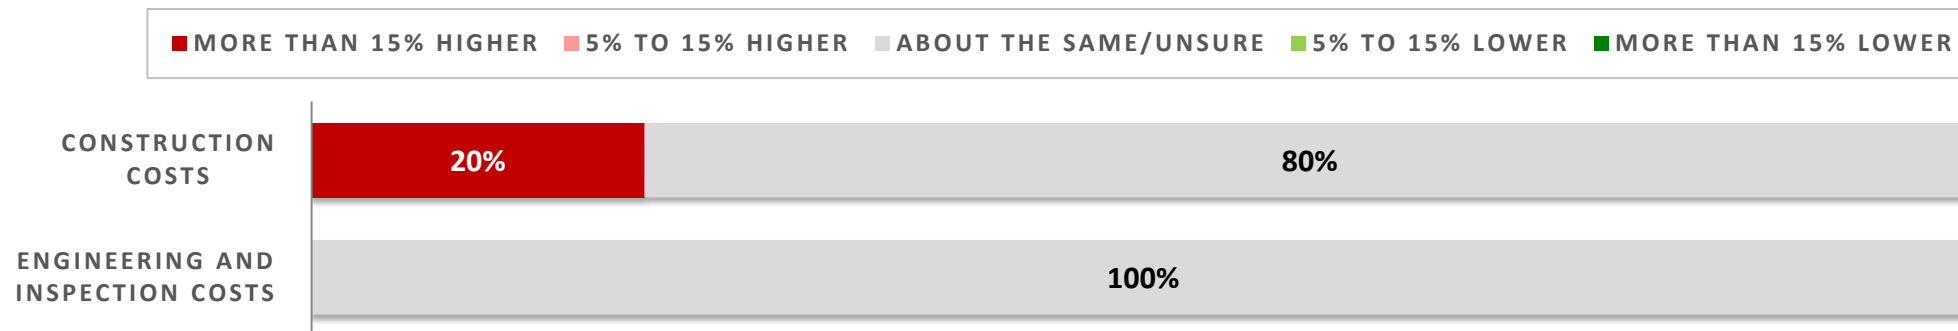 MORE THAN 15% HIGHER 5% TO 15% HIGHER ABOUT THE SAME/UNSURE 5% TO 15% LOWER MORE THAN 15% LOWER
CONSTRUCTION
COSTS
20% 80%
ENGINEERING AND
INSPECTION COSTS
100%